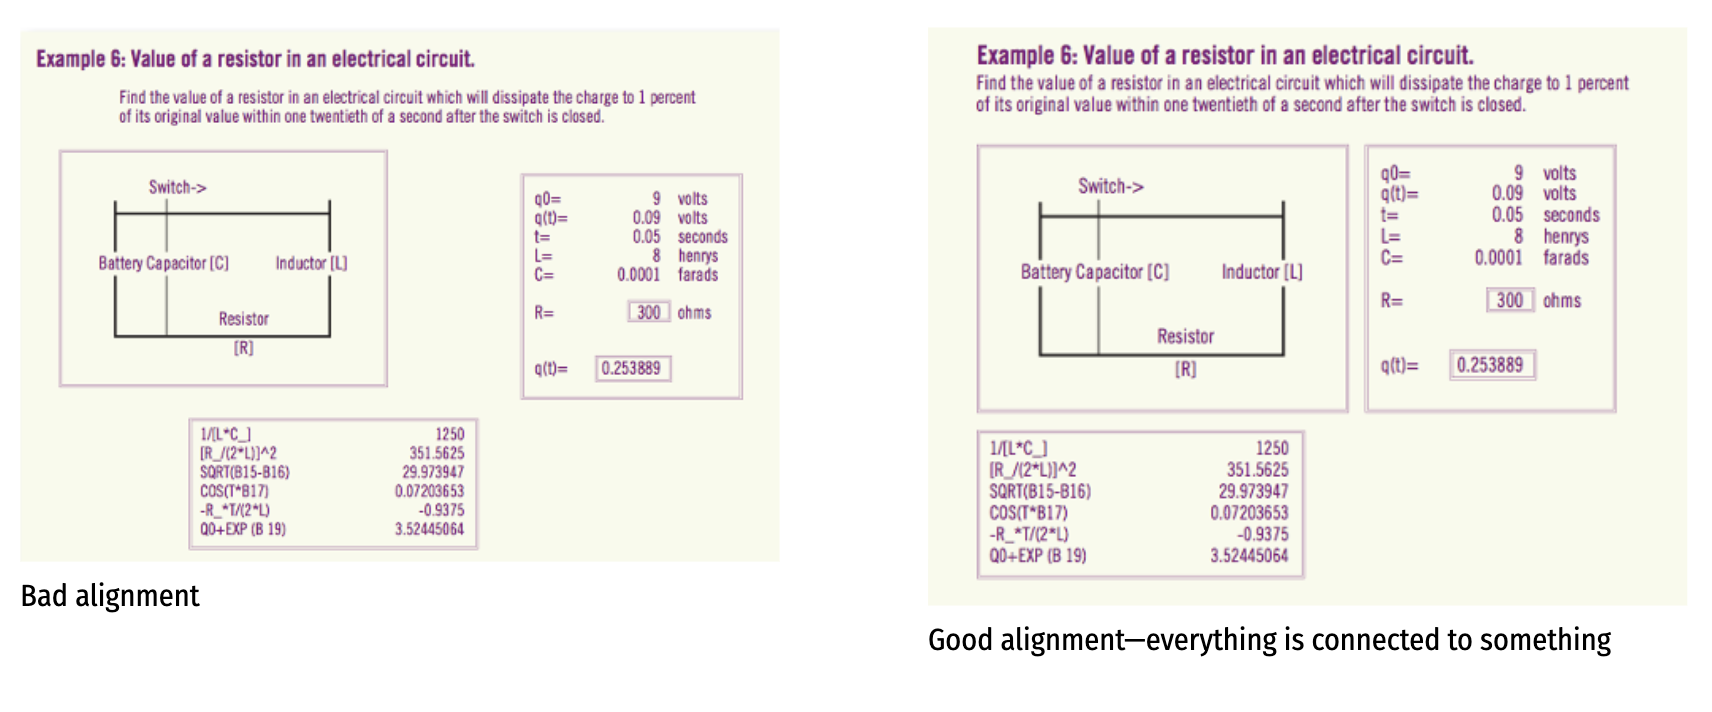 Example 6: Value of a resistor in an electrical circuit.
Find the value of a resistor in an electrical circuit which will dissipate the charge to 1 percent
of its original value within one twentieth of a second after the switch is closed.
Switch->
Battery Capacitor [C] Inductor [L]
Resistor
[R]
q0= 9 volts
q(t)= 0.09 volts
t= 0.05 seconds
L= 8 henrys
C= 0.0001 farads
R= 300 ohms
q(t)= 0.253889
1/[L*C_] 1250
[R_/(2*L)]^2 351.5625
SQRT(B15-B16) 29.973947
COS(T*B17) 0.07203653
-R_*T/(2*L) -0.9375
Q0+EXP (B 19) 3.52445064
Bad alignment
Example 6: Value of a resistor in an electrical circuit.
Find the value of a resistor in an electrical circuit which will dissipate the charge to 1 percent
of its original value within one twentieth of a second after the switch is closed.
Switch->
Battery Capacitor [C] Inductor [L]
Resistor
[R]
q0= 9 volts
q(t)= 0.09 volts
t= 0.05 seconds
L= 8 henrys
C= 0.0001 farads
R= 300 ohms
q(t)= 0.253889
1/[L*C_] 1250
[R_/(2*L)]^2 351.5625
SQRT(B15-B16) 29.973947
COS(T*B17) 0.07203653
-R_*T/(2*L) -0.9375
Q0+EXP (B 19) 3.52445064
Good alignment—everything is connected to something